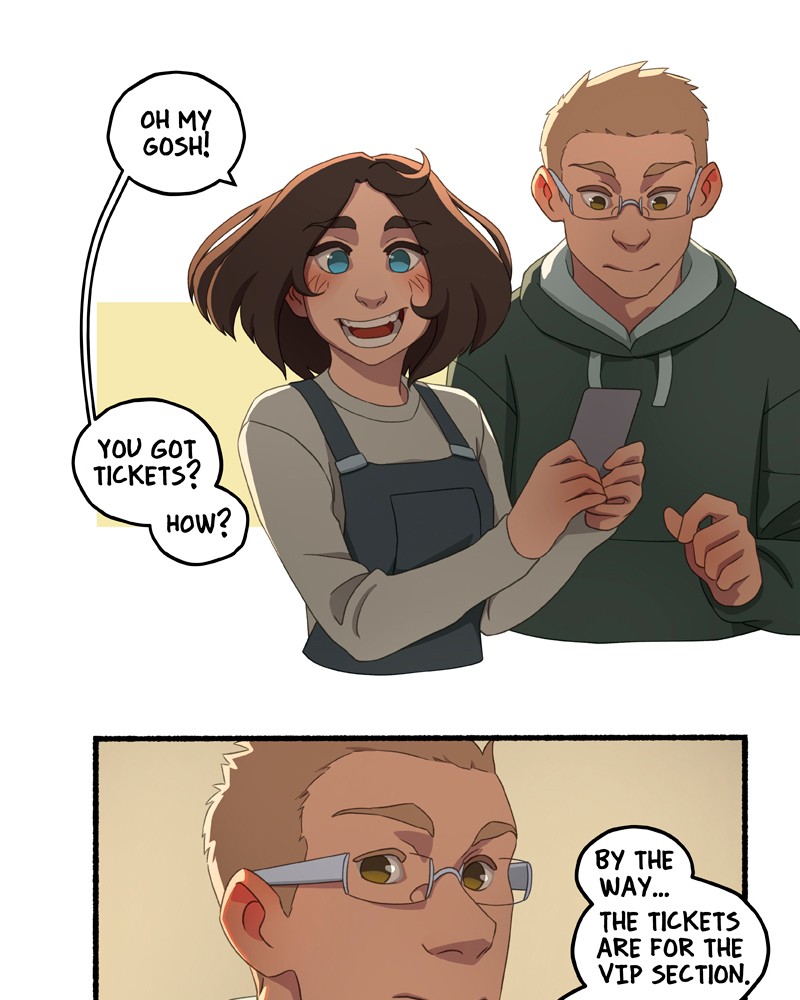 OH MY
GOSH!
YOU GOT
TICKETS?
HOW?
BY THE
WAY...
THE TICKETS
ARE FOR THE
VIP SECTION.